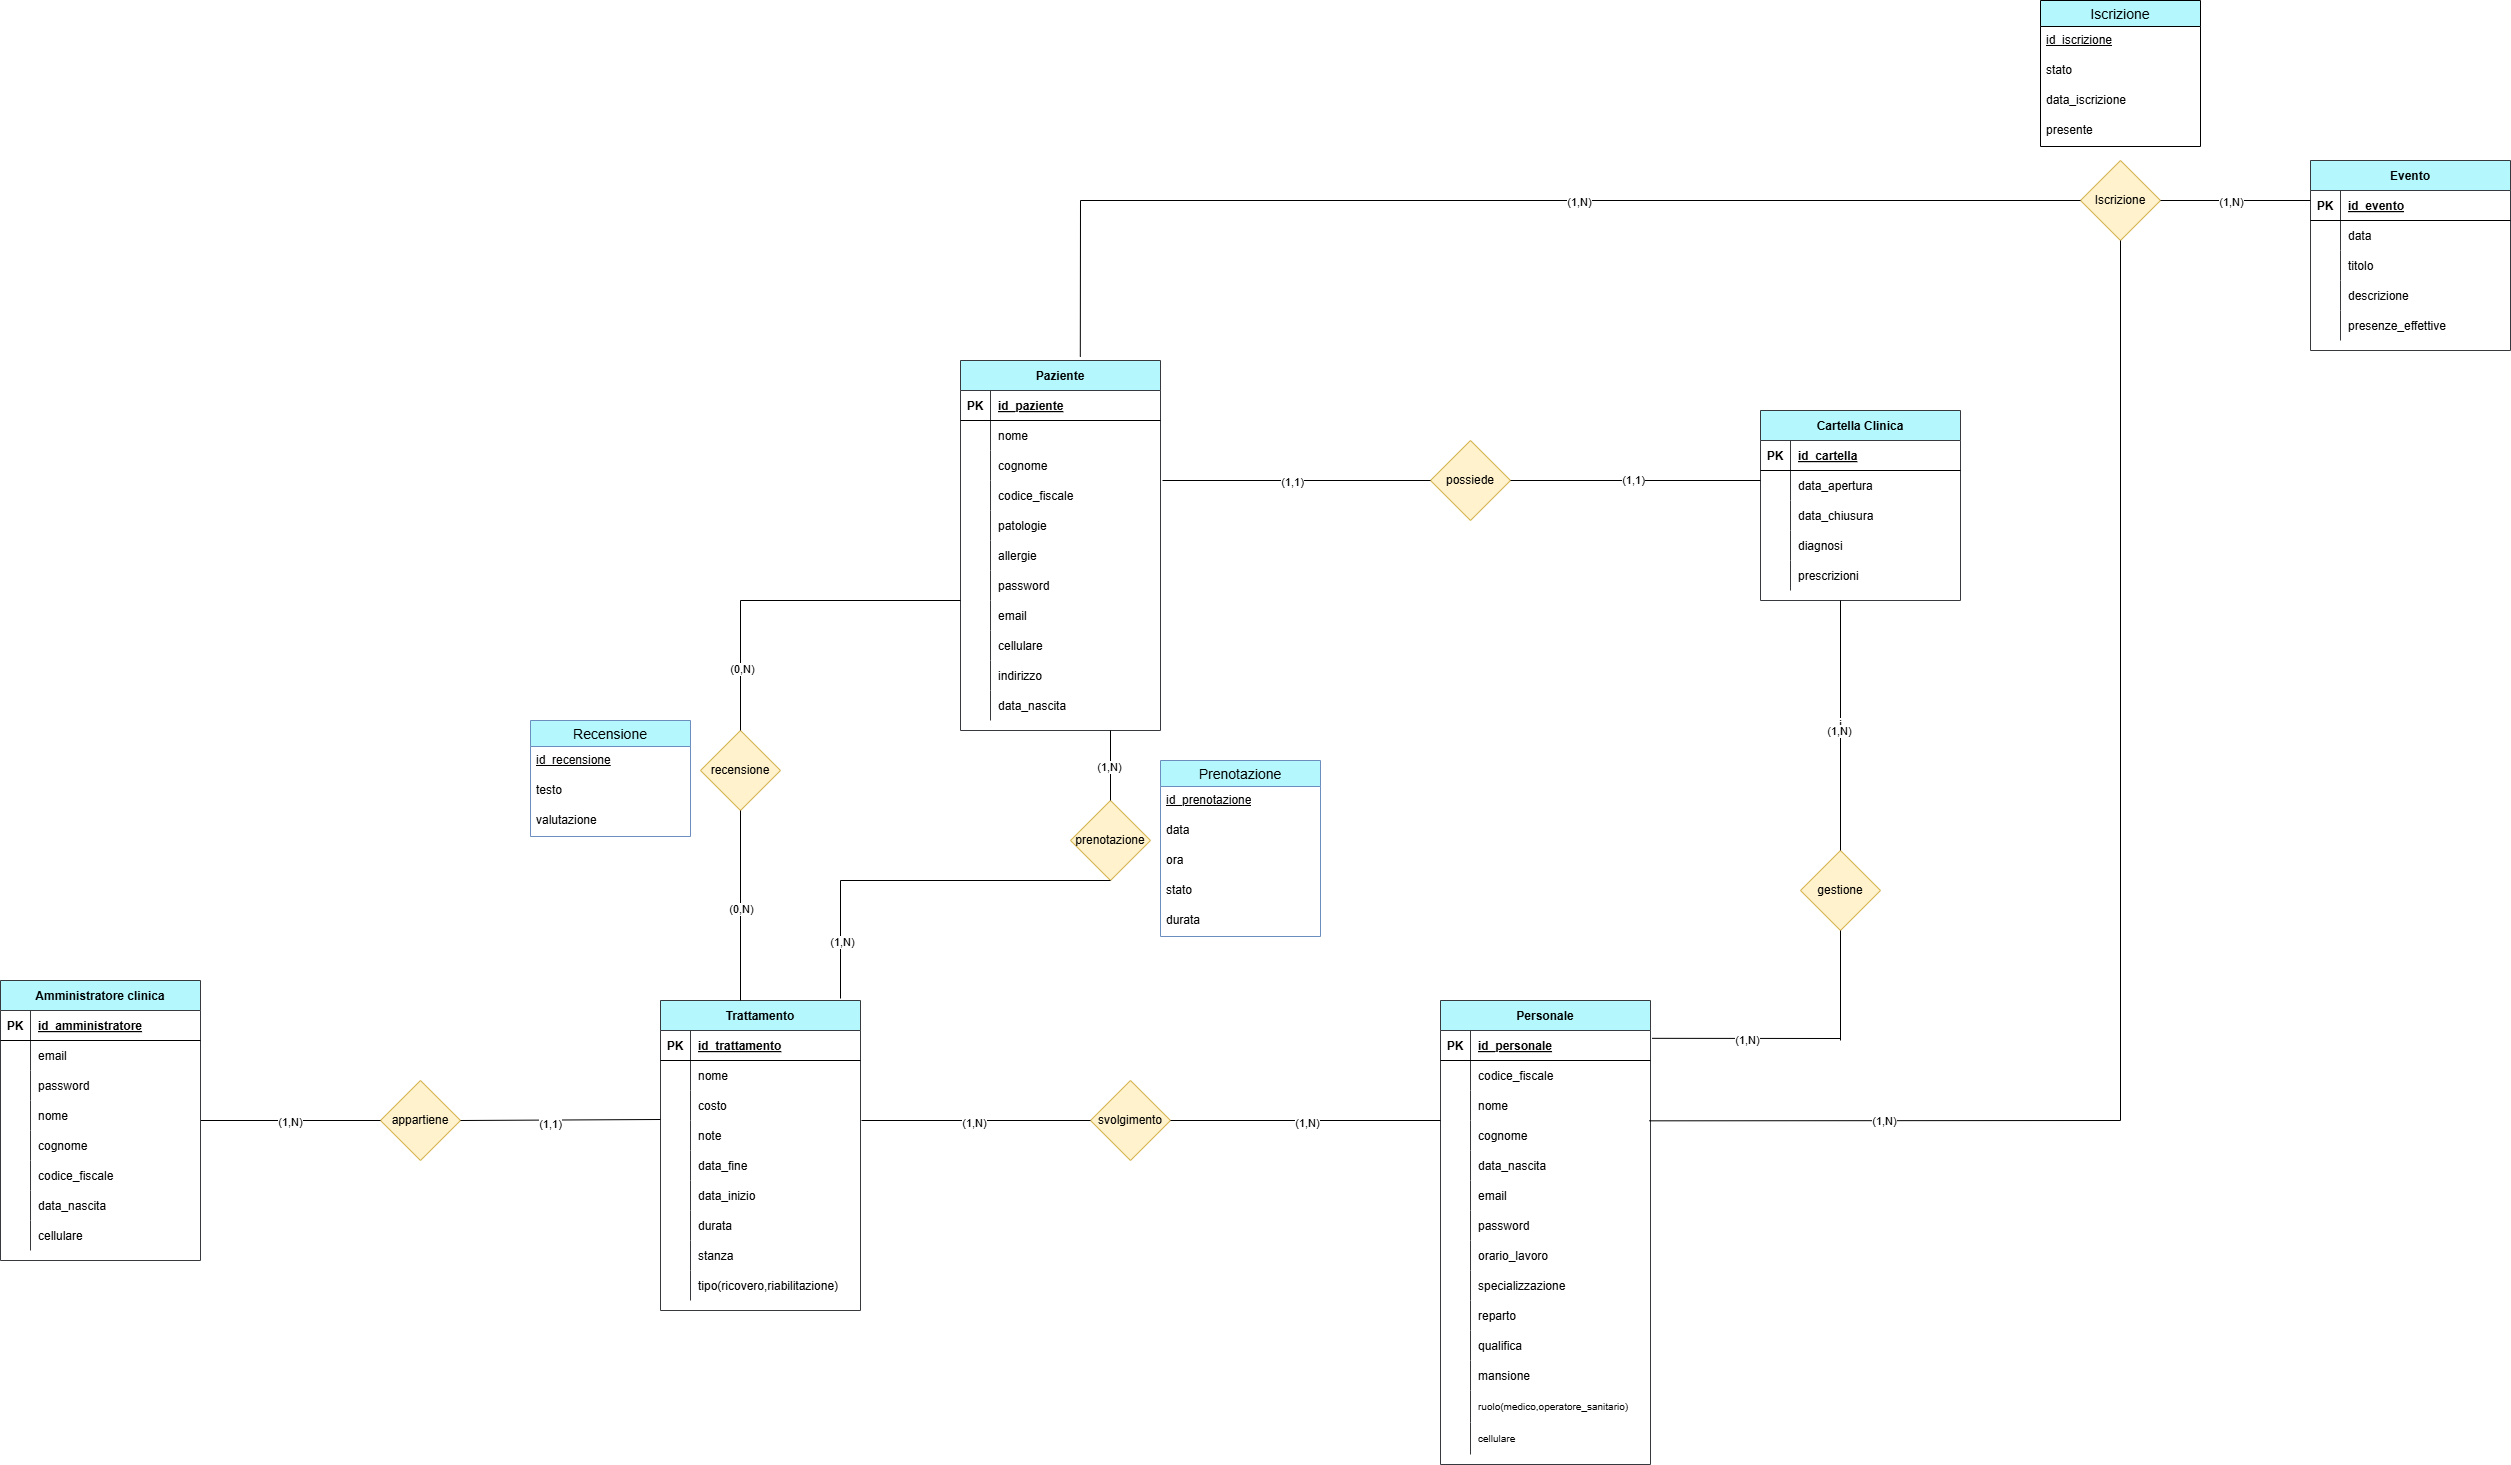 Iscrizione
id_iscrizione
stato
data_iscrizione
presente
Iscrizione
(1,N)
(1,N)
Evento
PK id_evento
data
titolo
descrizione
presenze_effettive
Paziente
PK id_paziente
nome
cognome
codice_fiscale
patologie
allergie
password
email
cellulare
indirizzo
data_nascita
(1,1)
possiede
(1,1)
Cartella Clinica
PK id_cartella
data_apertura
data_chiusura
diagnosi
prescrizioni
(0,N)
Recensione
id_recensione
testo
valutazione
recensione
(0,N)
(1,N)
prenotazione
Prenotazione
id_prenotazione
data
ora
stato
durata
(1,N)
(1,N)
gestione
(1,N)
Amministratore clinica
PK id_amministratore
email
password
nome
cognome
codice_fiscale
data_nascita
cellulare
(1,N)
appartiene
(1,1)
Trattamento
PK id_trattamento
nome
costo
note
data_fine
data_inizio
durata
stanza
tipo(ricovero,riabilitazione)
(1,N)
svolgimento
(1,N)
Personale
PK id_personale
codice_fiscale
nome
cognome
data_nascita
email
password
orario_lavoro
specializzazione
reparto
qualifica
mansione
ruolo(medico,operatore_sanitario)
cellulare
(1,N)